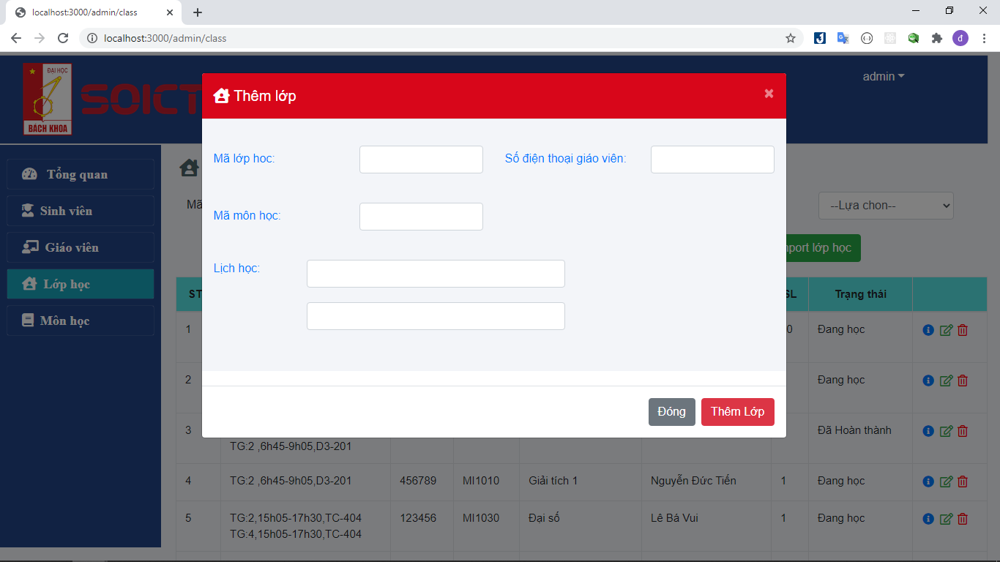 localhost:3000/admin/class
localhost:3000/admin/class
đ
ĐẠI HỌC
BÁCH KHOA
SOICT
admin
Thêm lớp
×
Tổng quan
Sinh viên
Giáo viên
Lớp học
Môn học
Mã lớp hoc:
Số điện thoại giáo viên:
Mã môn học:
Lịch học:
Mã
--Lựa chon--
mport lớp học
Đóng
Thêm Lớp
ST SL Trạng thái
1 0 Đang học
2 Đang học
3 Đã Hoàn thành
TG:2 ,6h45-9h05,D3-201
4 TG:2 ,6h45-9h05,D3-201 456789 MI1010 Giải tích 1 Nguyễn Đức Tiến 1 Đang học
5 TG:2,15h05-17h30,TC-404 123456 MI1030 Đại số Lê Bá Vui 1 Đang học
TG:4,15h05-17h30,TC-404